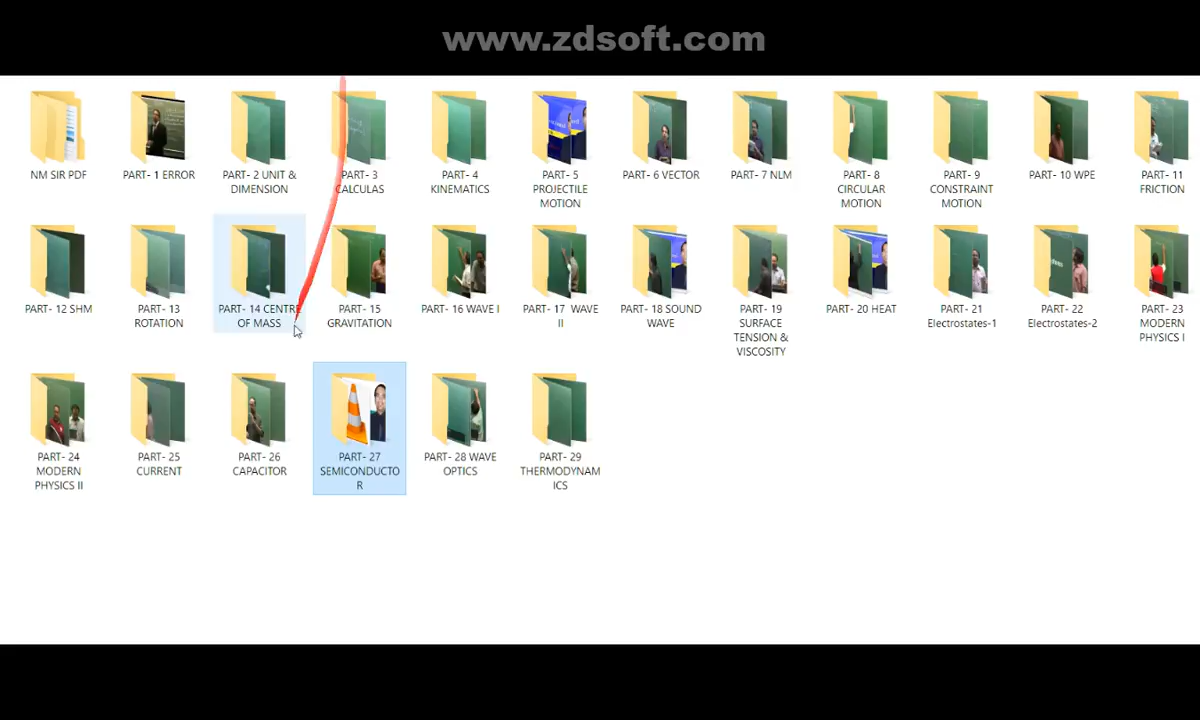 www.zdsoft.com
NM SIR PDF
PART- 1 ERROR
PART- 2 UNIT &
DIMENSION
PART- 3
CALCULAS
PART- 4
KINEMATICS
PART- 5
PROJECTILE
MOTION
PART- 6 VECTOR
PART- 7 NLM
PART- 8
CIRCULAR
MOTION
PART- 9
CONSTRAINT
MOTION
PART- 10 WPE
PART- 11
FRICTION
PART- 12 SHM
PART- 13
ROTATION
PART- 14 CENTRE
OF MASS
PART- 15
GRAVITATION
PART- 16 WAVE I
PART- 17 WAVE
II
PART- 18 SOUND
WAVE
PART- 19
SURFACE
TENSION &
VISCOSITY
PART- 20 HEAT
PART- 21
Electrostates-1
PART- 22
Electrostates-2
PART- 23
MODERN
PHYSICS I
PART- 24
MODERN
PHYSICS II
PART- 25
CURRENT
PART- 26
CAPACITOR
PART- 27
SEMICONDUCTO
R
PART- 28 WAVE
OPTICS
PART- 29
THERMODYNAM
ICS